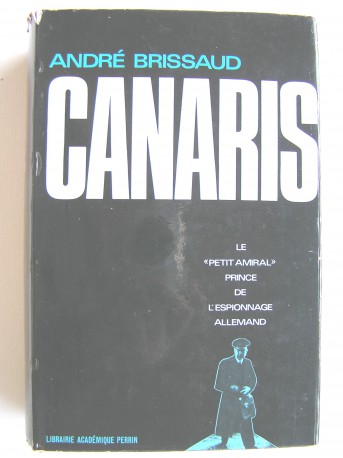 ANDRÉ BRISSAUD
CANARIS
LE
«PETIT AMIRAL»
PRINCE
DE
L'ESPIONNAGE
ALLEMAND
LIBRAIRIE ACADÉMIQUE PERRIN